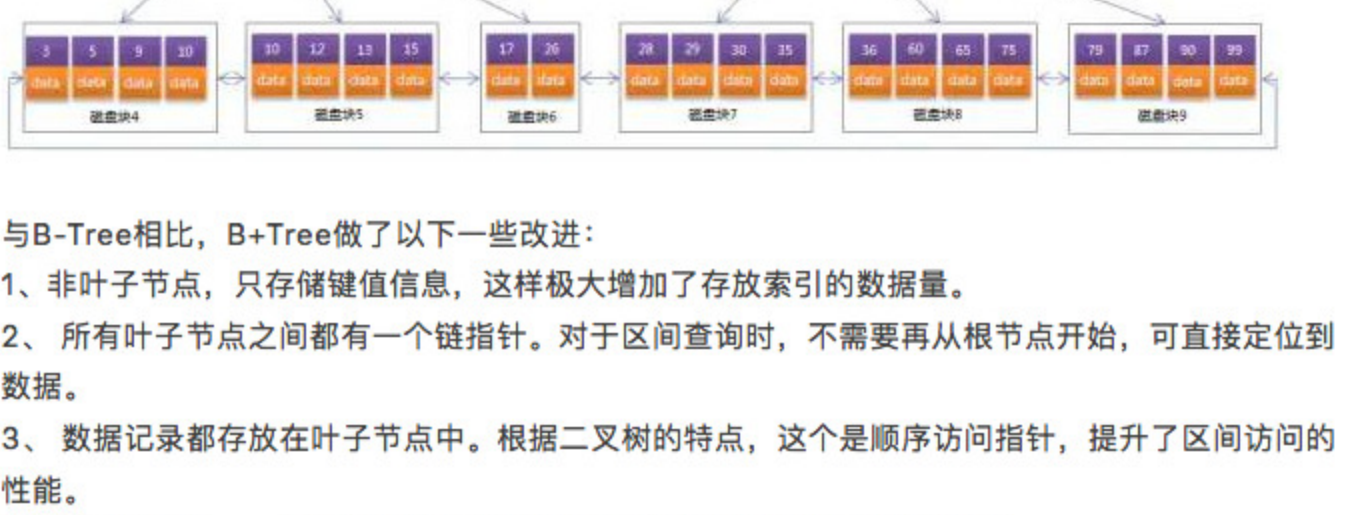 3 5 9 10 10 12 13 15 17 26 28 29 30 35 36 60 65 75 79 87 90 99
data data data data data data data data data data data data data data data data data data data data data data
磁盘块4 磁盘块5 磁盘块6 磁盘块7 磁盘块8 磁盘块9
与B-Tree相比，B+Tree做了以下一些改进：
1、非叶子节点，只存储键值信息，这样极大增加了存放索引的数据量。
2、 所有叶子节点之间都有一个链指针。对于区间查询时，不需要再从根节点开始，可直接定位到
数据。
3、 数据记录都存放在叶子节点中。根据二叉树的特点，这个是顺序访问指针，提升了区间访问的
性能。